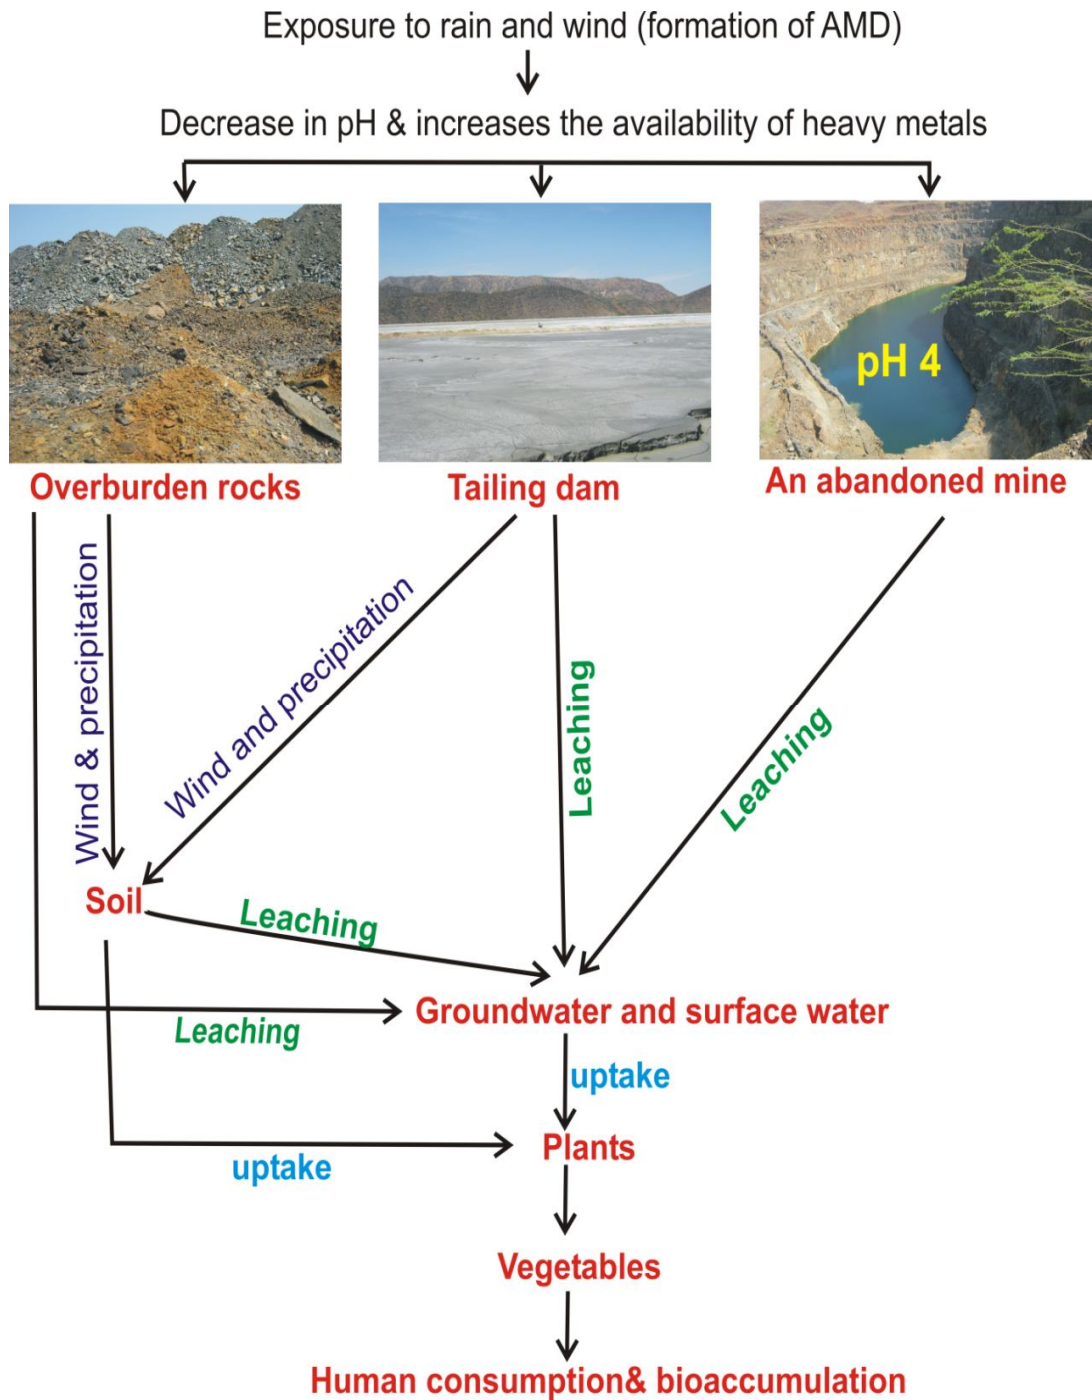 Exposure to rain and wind (formation of AMD)
Decrease in pH & increases the availability of heavy metals
pH 4
Overburden rocks
Tailing dam
An abandoned mine
Wind & precipitation
Wind and precipitation
Leaching
Leaching
Soil
Leaching
Groundwater and surface water
Leaching
uptake
Plants
uptake
Vegetables
Human consumption& bioaccumulation